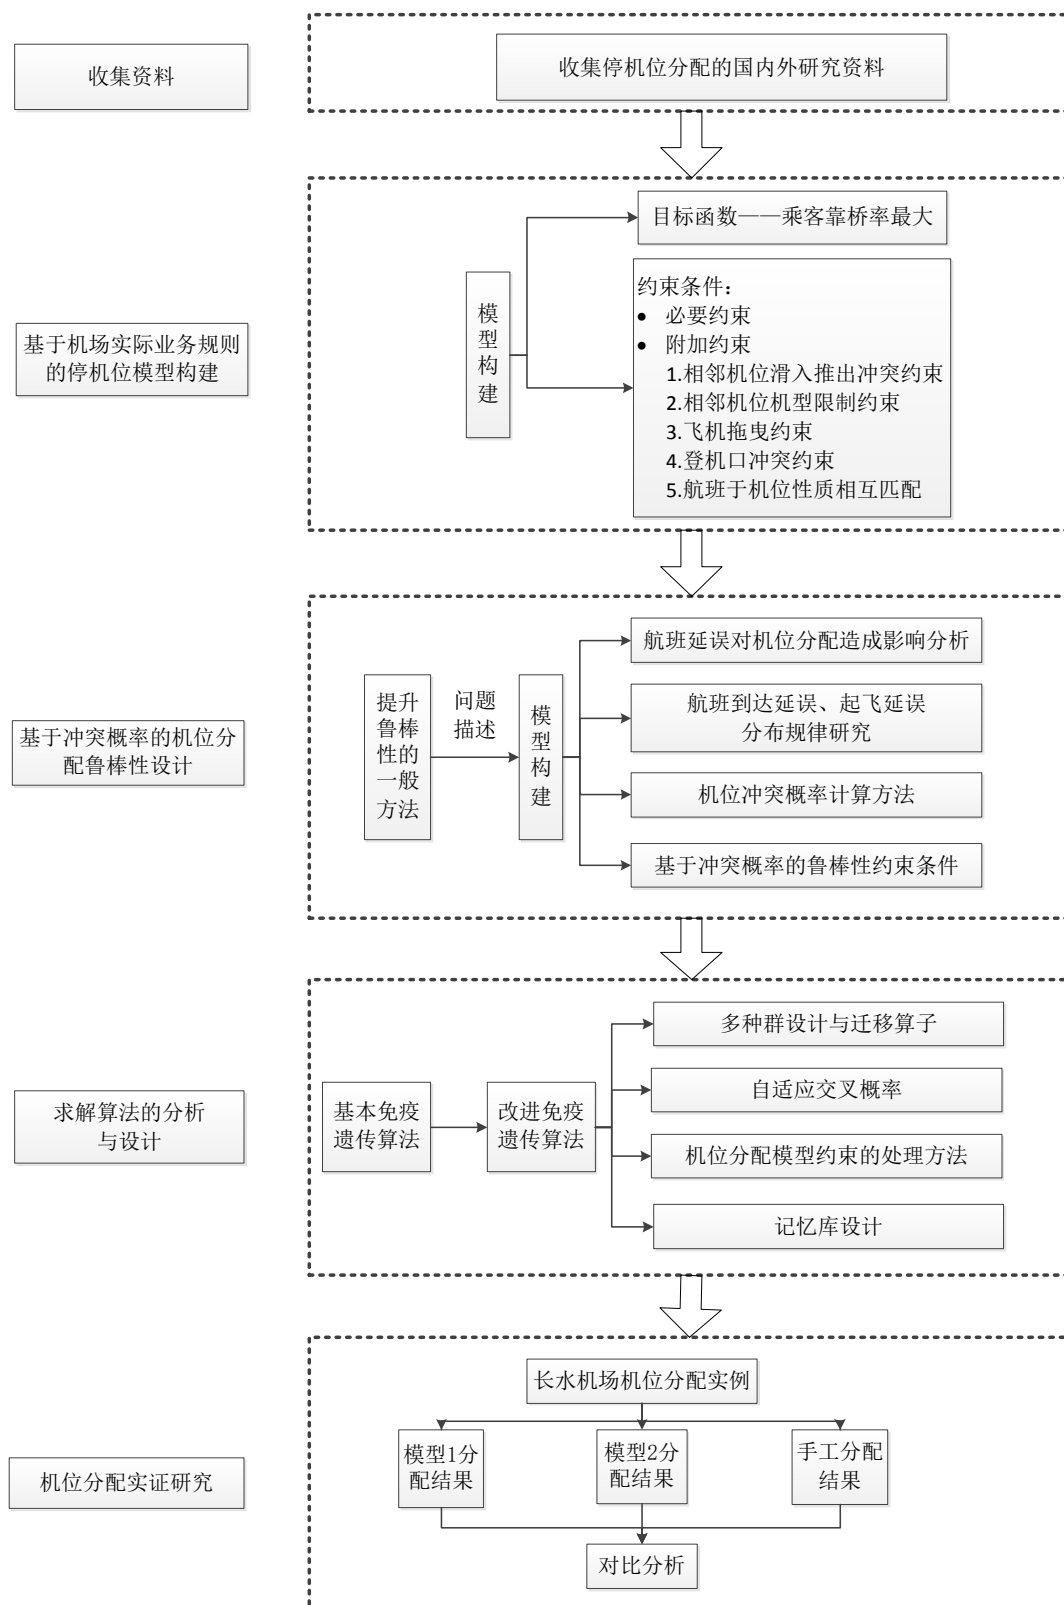 收集资料
收集停机位分配的国内外研究资料
目标函数——乘客靠桥率最大
基于机场实际业务规则
的停机位模型构建
模
型
构
建
约束条件：
• 必要约束
• 附加约束
1.相邻机位滑入推出冲突约束
2.相邻机位机型限制约束
3.飞机拖曳约束
4.登机口冲突约束
5.航班于机位性质相互匹配
基于冲突概率的机位分
配鲁棒性设计
提升
鲁棒
性的
一般
方法
问题
描述
模
型
构
建
航班延误对机位分配造成影响分析
航班到达延误、起飞延误
分布规律研究
机位冲突概率计算方法
基于冲突概率的鲁棒性约束条件
求解算法的分析
与设计
基本免疫
遗传算法
改进免疫
遗传算法
多种群设计与迁移算子
自适应交叉概率
机位分配模型约束的处理方法
记忆库设计
机位分配实证研究
长水机场机位分配实例
模型1分
配结果
模型2分
配结果
手工分配
结果
对比分析